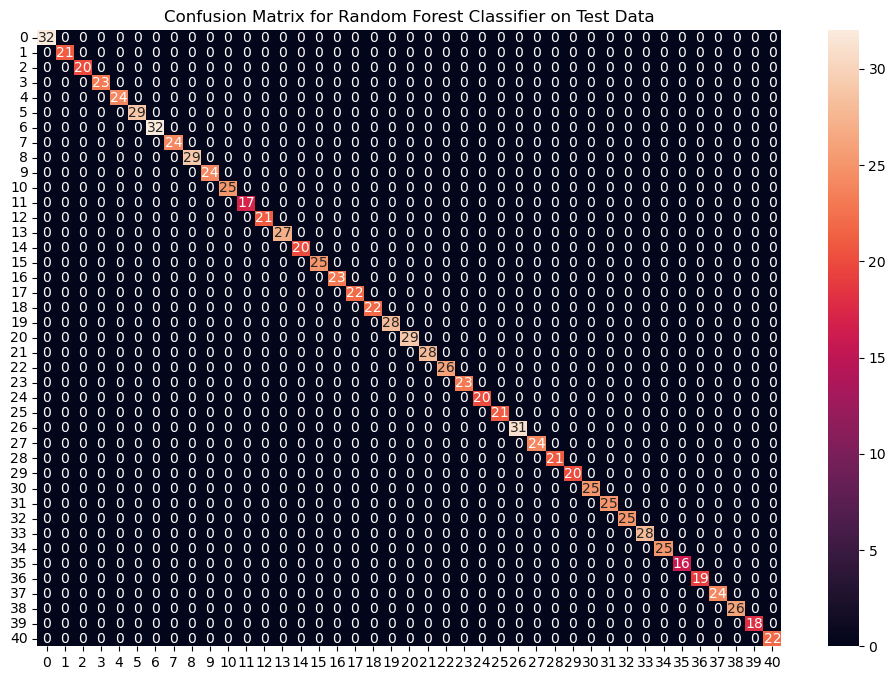 Confusion Matrix for Random Forest Classifier on Test Data
0 32 0 0 0 0 0 0 0 0 0 0 0 0 0 0 0 0 0 0 0 0 0 0 0 0 0 0 0 0 0 0 0 0 0 0 0 0 0 0 0 0 0
1 0 21 0 0 0 0 0 0 0 0 0 0 0 0 0 0 0 0 0 0 0 0 0 0 0 0 0 0 0 0 0 0 0 0 0 0 0 0 0 0 0 0
2 0 0 20 0 0 0 0 0 0 0 0 0 0 0 0 0 0 0 0 0 0 0 0 0 0 0 0 0 0 0 0 0 0 0 0 0 0 0 0 0 0 0
3 0 0 0 23 0 0 0 0 0 0 0 0 0 0 0 0 0 0 0 0 0 0 0 0 0 0 0 0 0 0 0 0 0 0 0 0 0 0 0 0 0 0
4 0 0 0 0 24 0 0 0 0 0 0 0 0 0 0 0 0 0 0 0 0 0 0 0 0 0 0 0 0 0 0 0 0 0 0 0 0 0 0 0 0 0
5 0 0 0 0 0 29 0 0 0 0 0 0 0 0 0 0 0 0 0 0 0 0 0 0 0 0 0 0 0 0 0 0 0 0 0 0 0 0 0 0 0 0
6 0 0 0 0 0 0 32 0 0 0 0 0 0 0 0 0 0 0 0 0 0 0 0 0 0 0 0 0 0 0 0 0 0 0 0 0 0 0 0 0 0 0
7 0 0 0 0 0 0 0 24 0 0 0 0 0 0 0 0 0 0 0 0 0 0 0 0 0 0 0 0 0 0 0 0 0 0 0 0 0 0 0 0 0 0
8 0 0 0 0 0 0 0 0 29 0 0 0 0 0 0 0 0 0 0 0 0 0 0 0 0 0 0 0 0 0 0 0 0 0 0 0 0 0 0 0 0 0
9 0 0 0 0 0 0 0 0 0 24 0 0 0 0 0 0 0 0 0 0 0 0 0 0 0 0 0 0 0 0 0 0 0 0 0 0 0 0 0 0 0 0
10 0 0 0 0 0 0 0 0 0 0 25 0 0 0 0 0 0 0 0 0 0 0 0 0 0 0 0 0 0 0 0 0 0 0 0 0 0 0 0 0 0 0
11 0 0 0 0 0 0 0 0 0 0 0 17 0 0 0 0 0 0 0 0 0 0 0 0 0 0 0 0 0 0 0 0 0 0 0 0 0 0 0 0 0 0
12 0 0 0 0 0 0 0 0 0 0 0 0 21 0 0 0 0 0 0 0 0 0 0 0 0 0 0 0 0 0 0 0 0 0 0 0 0 0 0 0 0 0
13 0 0 0 0 0 0 0 0 0 0 0 0 0 27 0 0 0 0 0 0 0 0 0 0 0 0 0 0 0 0 0 0 0 0 0 0 0 0 0 0 0 0
14 0 0 0 0 0 0 0 0 0 0 0 0 0 0 20 0 0 0 0 0 0 0 0 0 0 0 0 0 0 0 0 0 0 0 0 0 0 0 0 0 0 0
15 0 0 0 0 0 0 0 0 0 0 0 0 0 0 0 25 0 0 0 0 0 0 0 0 0 0 0 0 0 0 0 0 0 0 0 0 0 0 0 0 0 0
16 0 0 0 0 0 0 0 0 0 0 0 0 0 0 0 0 23 0 0 0 0 0 0 0 0 0 0 0 0 0 0 0 0 0 0 0 0 0 0 0 0 0
17 0 0 0 0 0 0 0 0 0 0 0 0 0 0 0 0 0 22 0 0 0 0 0 0 0 0 0 0 0 0 0 0 0 0 0 0 0 0 0 0 0 0
18 0 0 0 0 0 0 0 0 0 0 0 0 0 0 0 0 0 0 22 0 0 0 0 0 0 0 0 0 0 0 0 0 0 0 0 0 0 0 0 0 0 0
19 0 0 0 0 0 0 0 0 0 0 0 0 0 0 0 0 0 0 0 28 0 0 0 0 0 0 0 0 0 0 0 0 0 0 0 0 0 0 0 0 0 0
20 0 0 0 0 0 0 0 0 0 0 0 0 0 0 0 0 0 0 0 0 29 0 0 0 0 0 0 0 0 0 0 0 0 0 0 0 0 0 0 0 0 0
21 0 0 0 0 0 0 0 0 0 0 0 0 0 0 0 0 0 0 0 0 0 28 0 0 0 0 0 0 0 0 0 0 0 0 0 0 0 0 0 0 0 0
22 0 0 0 0 0 0 0 0 0 0 0 0 0 0 0 0 0 0 0 0 0 0 26 0 0 0 0 0 0 0 0 0 0 0 0 0 0 0 0 0 0 0
23 0 0 0 0 0 0 0 0 0 0 0 0 0 0 0 0 0 0 0 0 0 0 0 23 0 0 0 0 0 0 0 0 0 0 0 0 0 0 0 0 0 0
24 0 0 0 0 0 0 0 0 0 0 0 0 0 0 0 0 0 0 0 0 0 0 0 0 20 0 0 0 0 0 0 0 0 0 0 0 0 0 0 0 0 0
25 0 0 0 0 0 0 0 0 0 0 0 0 0 0 0 0 0 0 0 0 0 0 0 0 0 21 0 0 0 0 0 0 0 0 0 0 0 0 0 0 0 0
26 0 0 0 0 0 0 0 0 0 0 0 0 0 0 0 0 0 0 0 0 0 0 0 0 0 0 31 0 0 0 0 0 0 0 0 0 0 0 0 0 0 0
27 0 0 0 0 0 0 0 0 0 0 0 0 0 0 0 0 0 0 0 0 0 0 0 0 0 0 0 24 0 0 0 0 0 0 0 0 0 0 0 0 0 0
28 0 0 0 0 0 0 0 0 0 0 0 0 0 0 0 0 0 0 0 0 0 0 0 0 0 0 0 0 21 0 0 0 0 0 0 0 0 0 0 0 0 0
29 0 0 0 0 0 0 0 0 0 0 0 0 0 0 0 0 0 0 0 0 0 0 0 0 0 0 0 0 0 20 0 0 0 0 0 0 0 0 0 0 0 0
30 0 0 0 0 0 0 0 0 0 0 0 0 0 0 0 0 0 0 0 0 0 0 0 0 0 0 0 0 0 0 25 0 0 0 0 0 0 0 0 0 0 0
31 0 0 0 0 0 0 0 0 0 0 0 0 0 0 0 0 0 0 0 0 0 0 0 0 0 0 0 0 0 0 0 25 0 0 0 0 0 0 0 0 0 0
32 0 0 0 0 0 0 0 0 0 0 0 0 0 0 0 0 0 0 0 0 0 0 0 0 0 0 0 0 0 0 0 0 25 0 0 0 0 0 0 0 0 0
33 0 0 0 0 0 0 0 0 0 0 0 0 0 0 0 0 0 0 0 0 0 0 0 0 0 0 0 0 0 0 0 0 0 28 0 0 0 0 0 0 0 0
34 0 0 0 0 0 0 0 0 0 0 0 0 0 0 0 0 0 0 0 0 0 0 0 0 0 0 0 0 0 0 0 0 0 0 25 0 0 0 0 0 0 0
35 0 0 0 0 0 0 0 0 0 0 0 0 0 0 0 0 0 0 0 0 0 0 0 0 0 0 0 0 0 0 0 0 0 0 0 16 0 0 0 0 0 0
36 0 0 0 0 0 0 0 0 0 0 0 0 0 0 0 0 0 0 0 0 0 0 0 0 0 0 0 0 0 0 0 0 0 0 0 0 19 0 0 0 0 0
37 0 0 0 0 0 0 0 0 0 0 0 0 0 0 0 0 0 0 0 0 0 0 0 0 0 0 0 0 0 0 0 0 0 0 0 0 0 24 0 0 0 0
38 0 0 0 0 0 0 0 0 0 0 0 0 0 0 0 0 0 0 0 0 0 0 0 0 0 0 0 0 0 0 0 0 0 0 0 0 0 0 26 0 0 0
39 0 0 0 0 0 0 0 0 0 0 0 0 0 0 0 0 0 0 0 0 0 0 0 0 0 0 0 0 0 0 0 0 0 0 0 0 0 0 0 18 0
40 0 0 0 0 0 0 0 0 0 0 0 0 0 0 0 0 0 0 0 0 0 0 0 0 0 0 0 0 0 0 0 0 0 0 0 0 0 0 0 0 22
0 1 2 3 4 5 6 7 8 9 10 11 12 13 14 15 16 17 18 19 20 21 22 23 24 25 26 27 28 29 30 31 32 33 34 35 36 37 38 39 40
30
25
20
15
10
5
0